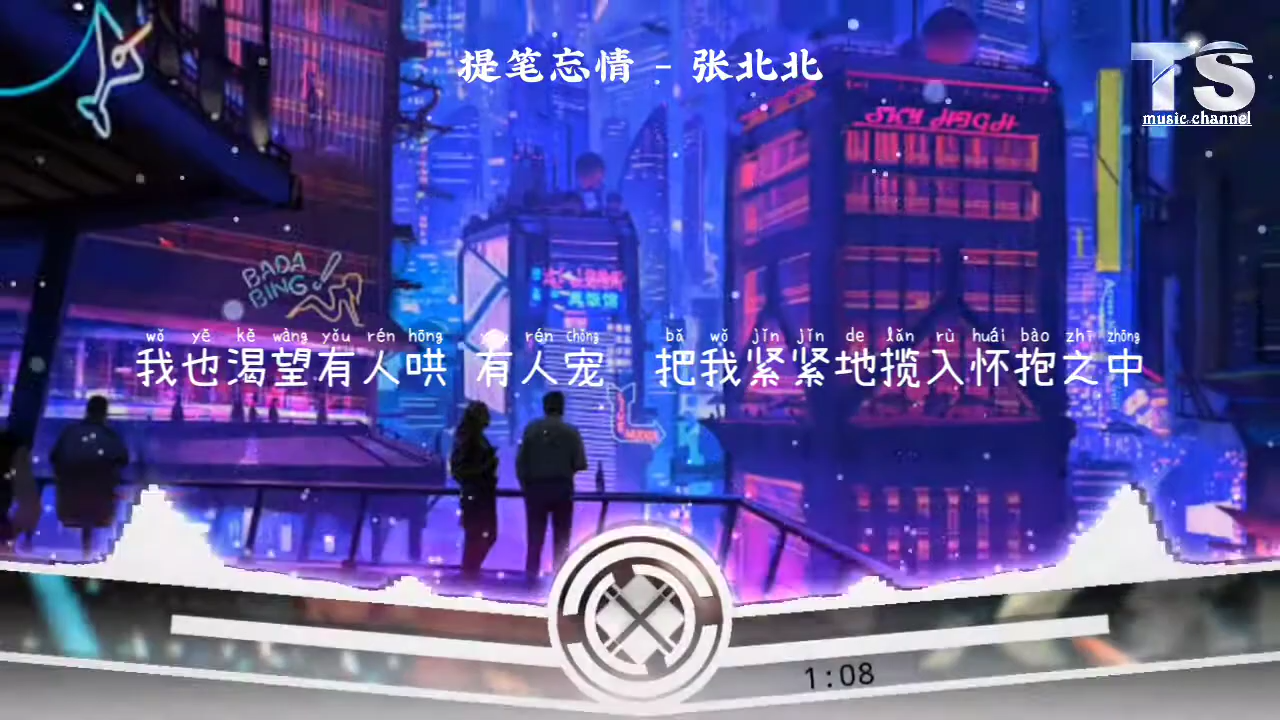 提笔忘情 - 张北北
TS
music channel
SKY HIGH
BADA
BING!
wǒ yě kě wàng yǒu rén hǒng yǒu rén chǒng bǎ wǒ jǐn jǐn de lǎn rù huái bào zhī zhōng
我也渴望有人哄 有人宠 把我紧紧地揽入怀抱之中
1:08